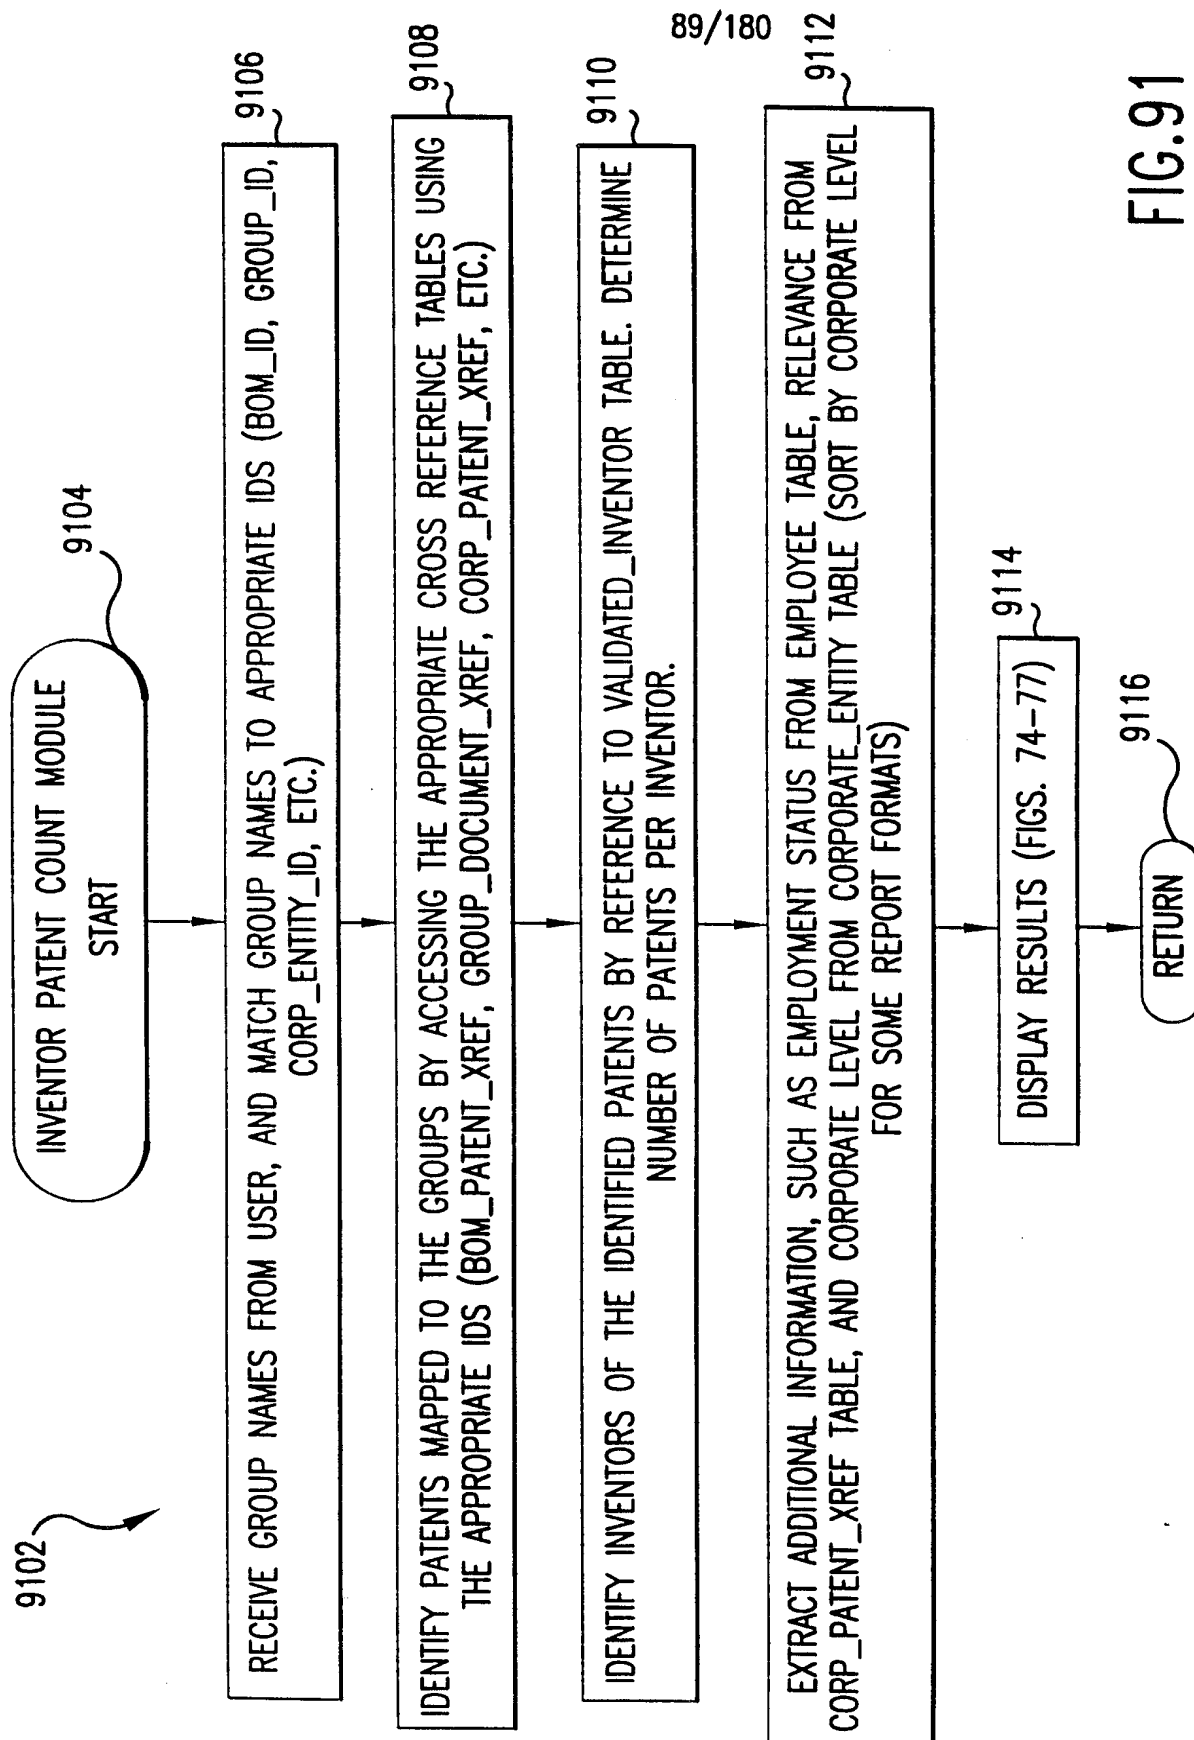 89/180
9102
INVENTOR PATENT COUNT MODULE
START
9104
RECEIVE GROUP NAMES FROM USER, AND MATCH GROUP NAMES TO APPROPRIATE IDS (BOM_ID, GROUP_ID,
CORP_ENTITY_ID, ETC.)
9106
IDENTIFY PATENTS MAPPED TO THE GROUPS BY ACCESSING THE APPROPRIATE CROSS REFERENCE TABLES USING
THE APPROPRIATE IDS (BOM_PATENT_XREF, GROUP_DOCUMENT_XREF, CORP_PATENT_XREF, ETC.)
9108
IDENTIFY INVENTORS OF THE IDENTIFIED PATENTS BY REFERENCE TO VALIDATED_INVENTOR TABLE. DETERMINE
NUMBER OF PATENTS PER INVENTOR.
9110
EXTRACT ADDITIONAL INFORMATION, SUCH AS EMPLOYMENT STATUS FROM EMPLOYEE TABLE, RELEVANCE FROM
CORP_PATENT_XREF TABLE, AND CORPORATE LEVEL FROM CORPORATE_ENTITY TABLE (SORT BY CORPORATE LEVEL
FOR SOME REPORT FORMATS)
9112
DISPLAY RESULTS (FIGS. 74-77)
9114
RETURN
9116
FIG.91